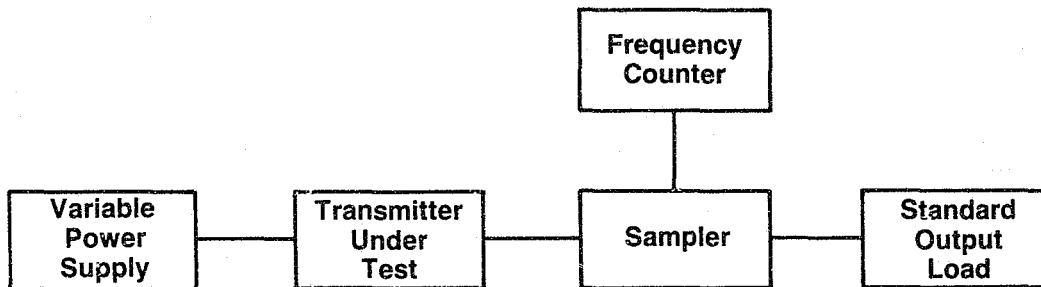 Frequency
Counter
Variable
Power
Supply
Transmitter
Under
Test
Sampler
Standard
Output
Load